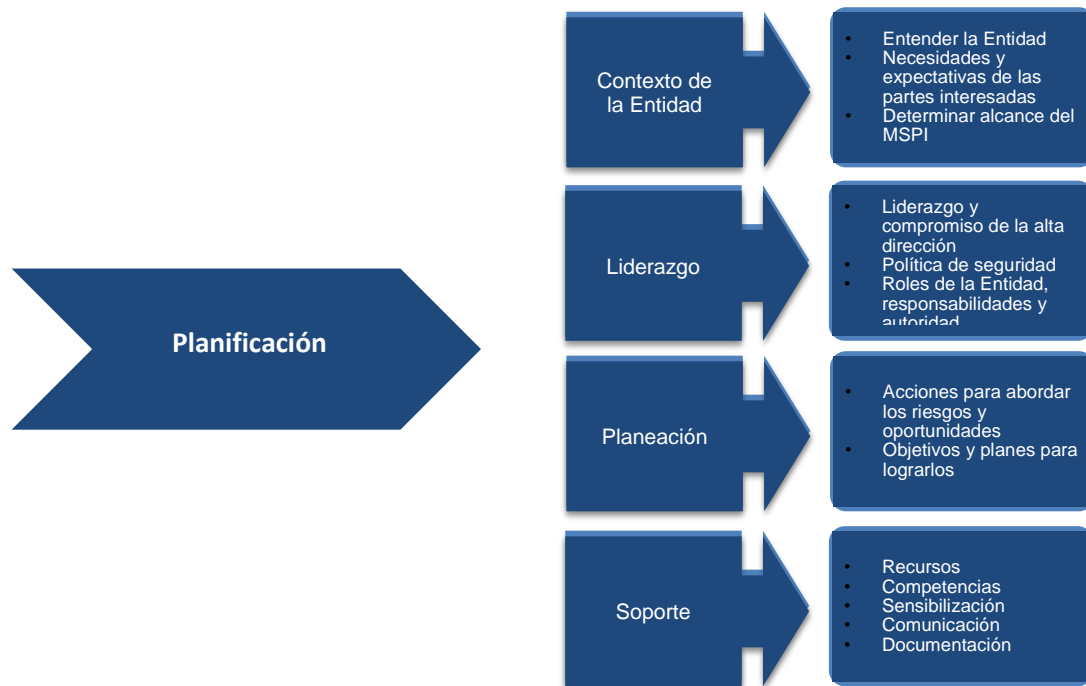 Planificación
Contexto de
la Entidad
• Entender la Entidad
• Necesidades y
expectativas de las
partes interesadas
• Determinar alcance del
MSPI
Liderazgo
• Liderazgo y
compromiso de la alta
dirección
• Política de seguridad
• Roles de la Entidad,
responsabilidades y
autoridad
Planeación
• Acciones para abordar
los riesgos y
oportunidades
• Objetivos y planes para
lograrlos
Soporte
• Recursos
• Competencias
• Sensibilización
• Comunicación
• Documentación